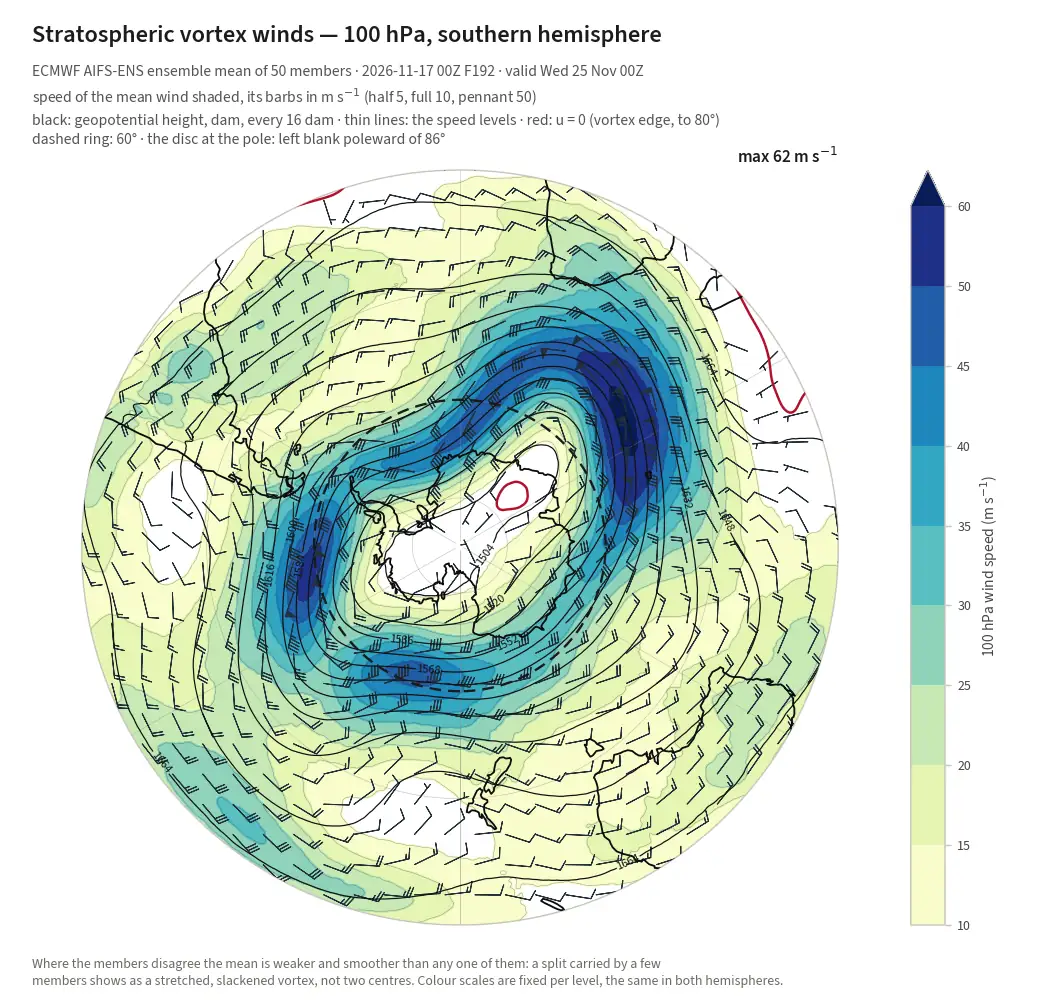 Stratospheric vortex winds — 100 hPa, southern hemisphere
ECMWF AIFS-ENS ensemble mean of 50 members · 2026-11-17 00Z F192 · valid Wed 25 Nov 00Z
speed of the mean wind shaded, its barbs in m s⁻¹ (half 5, full 10, pennant 50)
black: geopotential height, dam, every 16 dam · thin lines: the speed levels · red: u = 0 (vortex edge, to 80°)
dashed ring: 60° · the disc at the pole: left blank poleward of 86°
max 62 m s⁻¹
60
50
45
40
35
30
25
20
15
10
100 hPa wind speed (m s⁻¹)
1664
1632
1648
1600
1616
1504
1520
1552
1536
1568
Where the members disagree the mean is weaker and smoother than any one of them: a split carried by a few
members shows as a stretched, slackened vortex, not two centres. Colour scales are fixed per level, the same in both hemispheres.